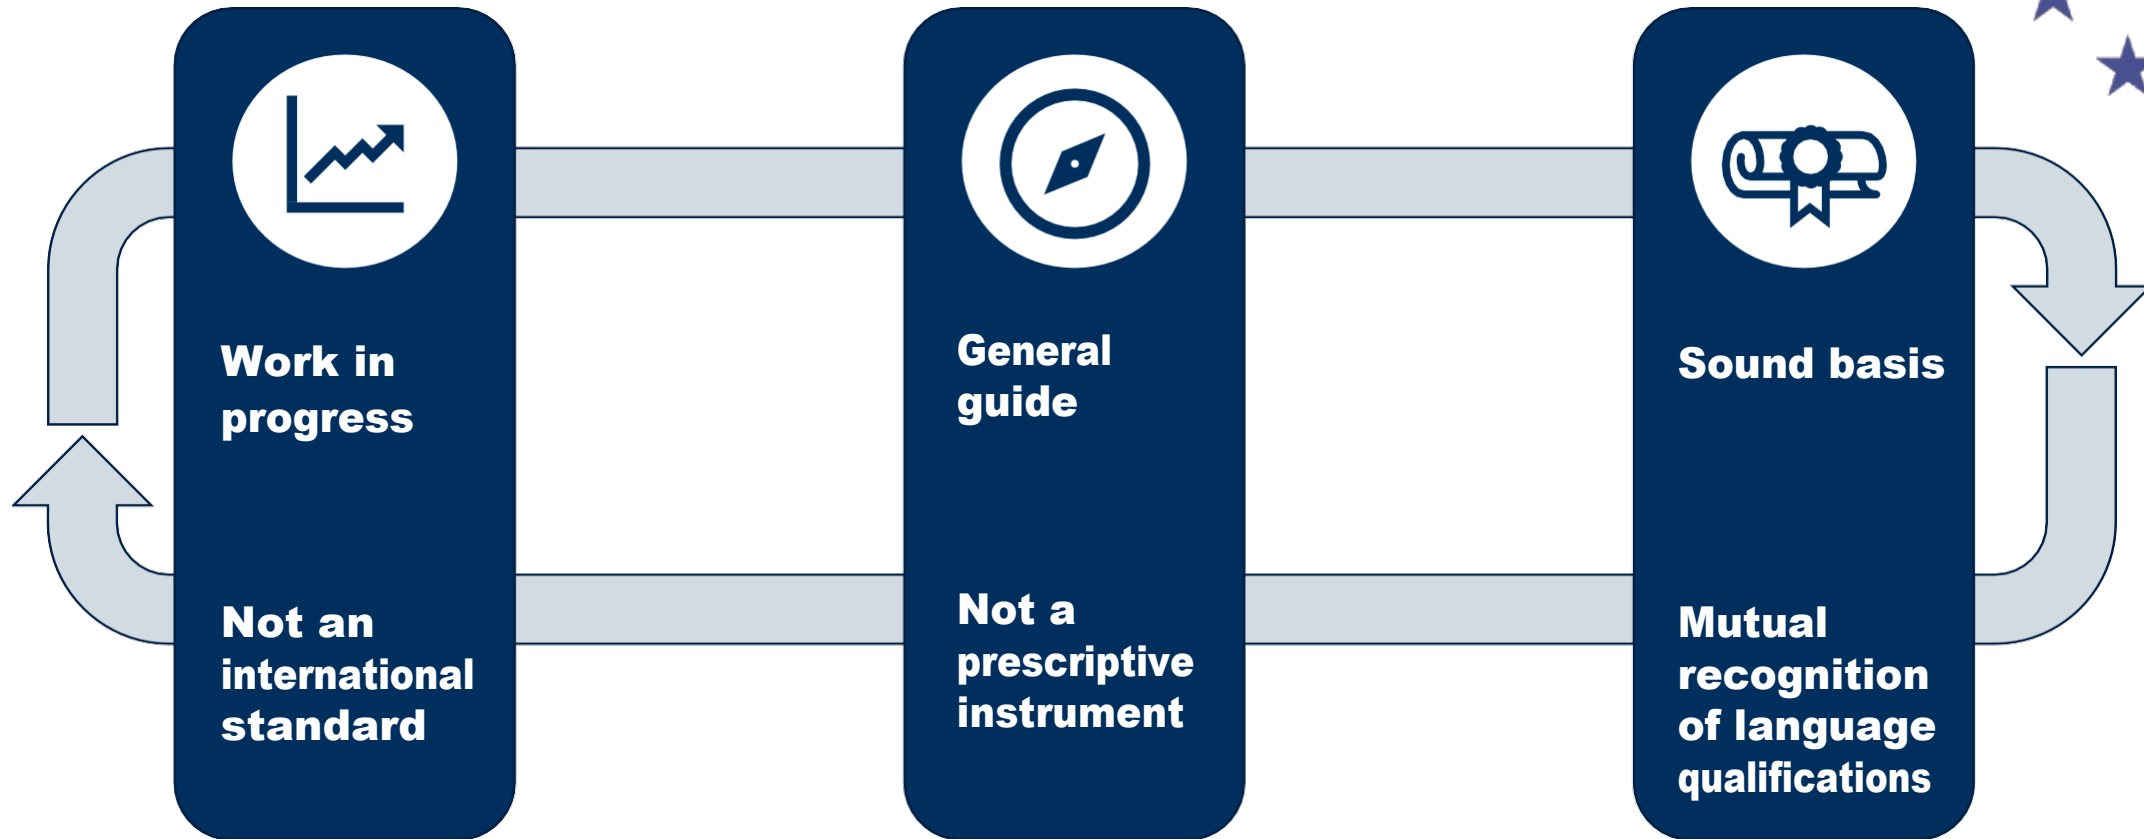 Work in
progress
Not an
international
standard
General
guide
Not a
prescriptive
instrument
Sound basis
Mutual
recognition
of language
qualifications